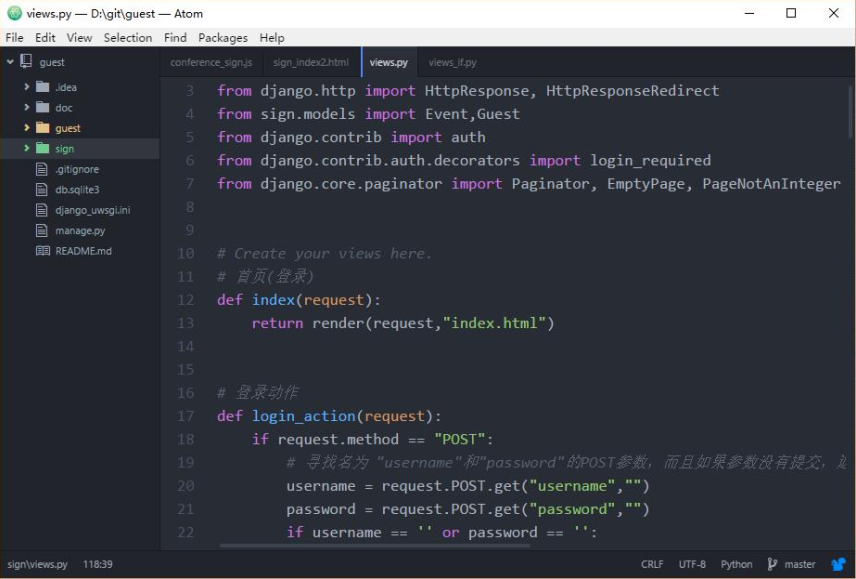 views.py — D:\git\guest — Atom
File Edit View Selection Find Packages Help
guest
.idea
doc
guest
sign
.gitignore
db.sqlite3
django_uwsgi.ini
manage.py
README.md
conference_sign.js sign_index2.html views.py views_if.py
3 from django.http import HttpResponse, HttpResponseRedirect
4 from sign.models import Event,Guest
5 from django.contrib import auth
6 from django.contrib.auth.decorators import login_required
7 from django.core.paginator import Paginator, EmptyPage, PageNotAnInteger
8
9
10 # Create your views here.
11 # 首页(登录)
12 def index(request):
13 return render(request,"index.html")
14
15
16 # 登录动作
17 def login_action(request):
18 if request.method == "POST":
19 # 寻找名为 "username"和"password"的POST参数，而且如果参数没有提交，
20 username = request.POST.get("username","")
21 password = request.POST.get("password","")
22 if username == '' or password == '':
sign\views.py 118:39 CRLF UTF-8 Python master